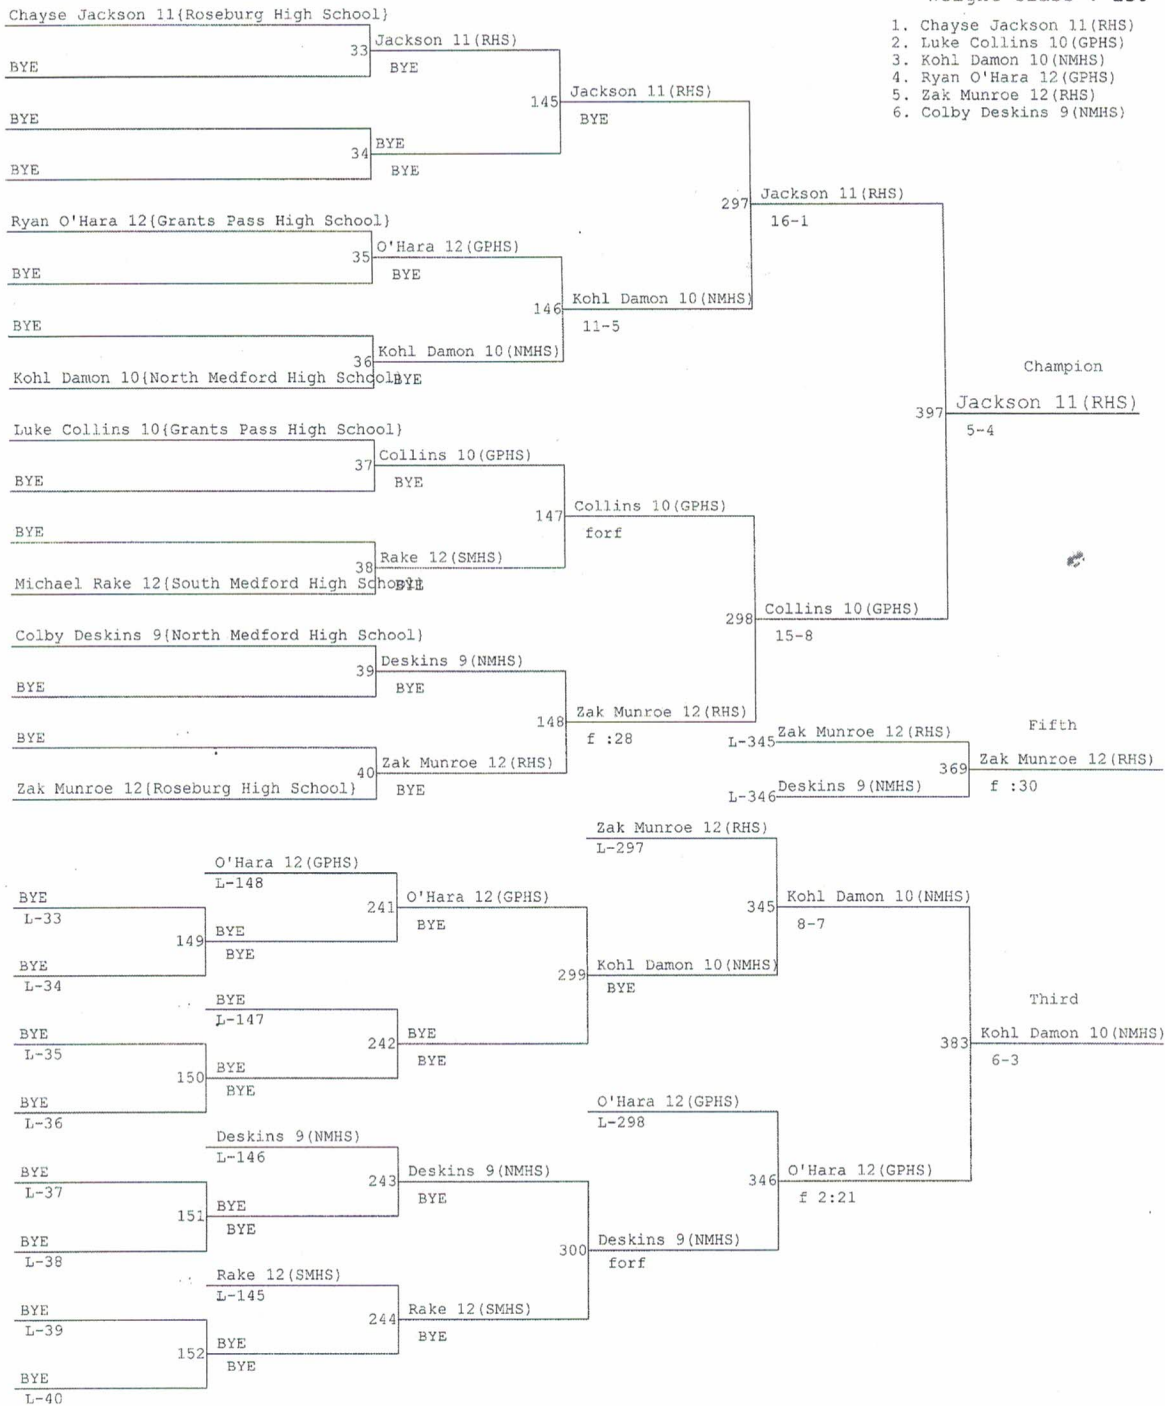 Chayse Jackson 11{Roseburg High School}
33
Jackson 11(RHS)
BYE
BYE
145
Jackson 11(RHS)
BYE
BYE
34
BYE
BYE
BYE
297
Jackson 11(RHS)
16-1
Ryan O'Hara 12{Grants Pass High School}
35
O'Hara 12(GPHS)
BYE
BYE
146
Kohl Damon 10(NMHS)
11-5
BYE
36
Kohl Damon 10(NMHS)
BYE
Kohl Damon 10{North Medford High School}
1. Chayse Jackson 11(RHS)
2. Luke Collins 10(GPHS)
3. Kohl Damon 10(NMHS)
4. Ryan O'Hara 12(GPHS)
5. Zak Munroe 12(RHS)
6. Colby Deskins 9(NMHS)
Champion
397
Jackson 11(RHS)
5-4
Luke Collins 10{Grants Pass High School}
37
Collins 10(GPHS)
BYE
BYE
147
Collins 10(GPHS)
forf
BYE
38
Rake 12(SMHS)
BYE
Michael Rake 12{South Medford High School}
298
Collins 10(GPHS)
15-8
Colby Deskins 9{North Medford High School}
39
Deskins 9(NMHS)
BYE
BYE
148
Zak Munroe 12(RHS)
f :28
BYE
40
Zak Munroe 12(RHS)
BYE
Zak Munroe 12{Roseburg High School}
Fifth
L-345
Zak Munroe 12(RHS)
369
Zak Munroe 12(RHS)
f :30
L-346
Deskins 9(NMHS)
Zak Munroe 12(RHS)
L-297
O'Hara 12(GPHS)
L-148
241
O'Hara 12(GPHS)
BYE
BYE
L-33
149
BYE
BYE
BYE
L-34
345
Kohl Damon 10(NMHS)
8-7
299
Kohl Damon 10(NMHS)
BYE
BYE
L-147
242
BYE
BYE
BYE
L-35
150
BYE
BYE
BYE
L-36
Third
383
Kohl Damon 10(NMHS)
6-3
O'Hara 12(GPHS)
L-298
Deskins 9(NMHS)
L-146
243
Deskins 9(NMHS)
BYE
BYE
L-37
151
BYE
BYE
BYE
L-38
346
O'Hara 12(GPHS)
f 2:21
300
Deskins 9(NMHS)
forf
Rake 12(SMHS)
L-145
244
Rake 12(SMHS)
BYE
BYE
L-39
152
BYE
BYE
BYE
L-40